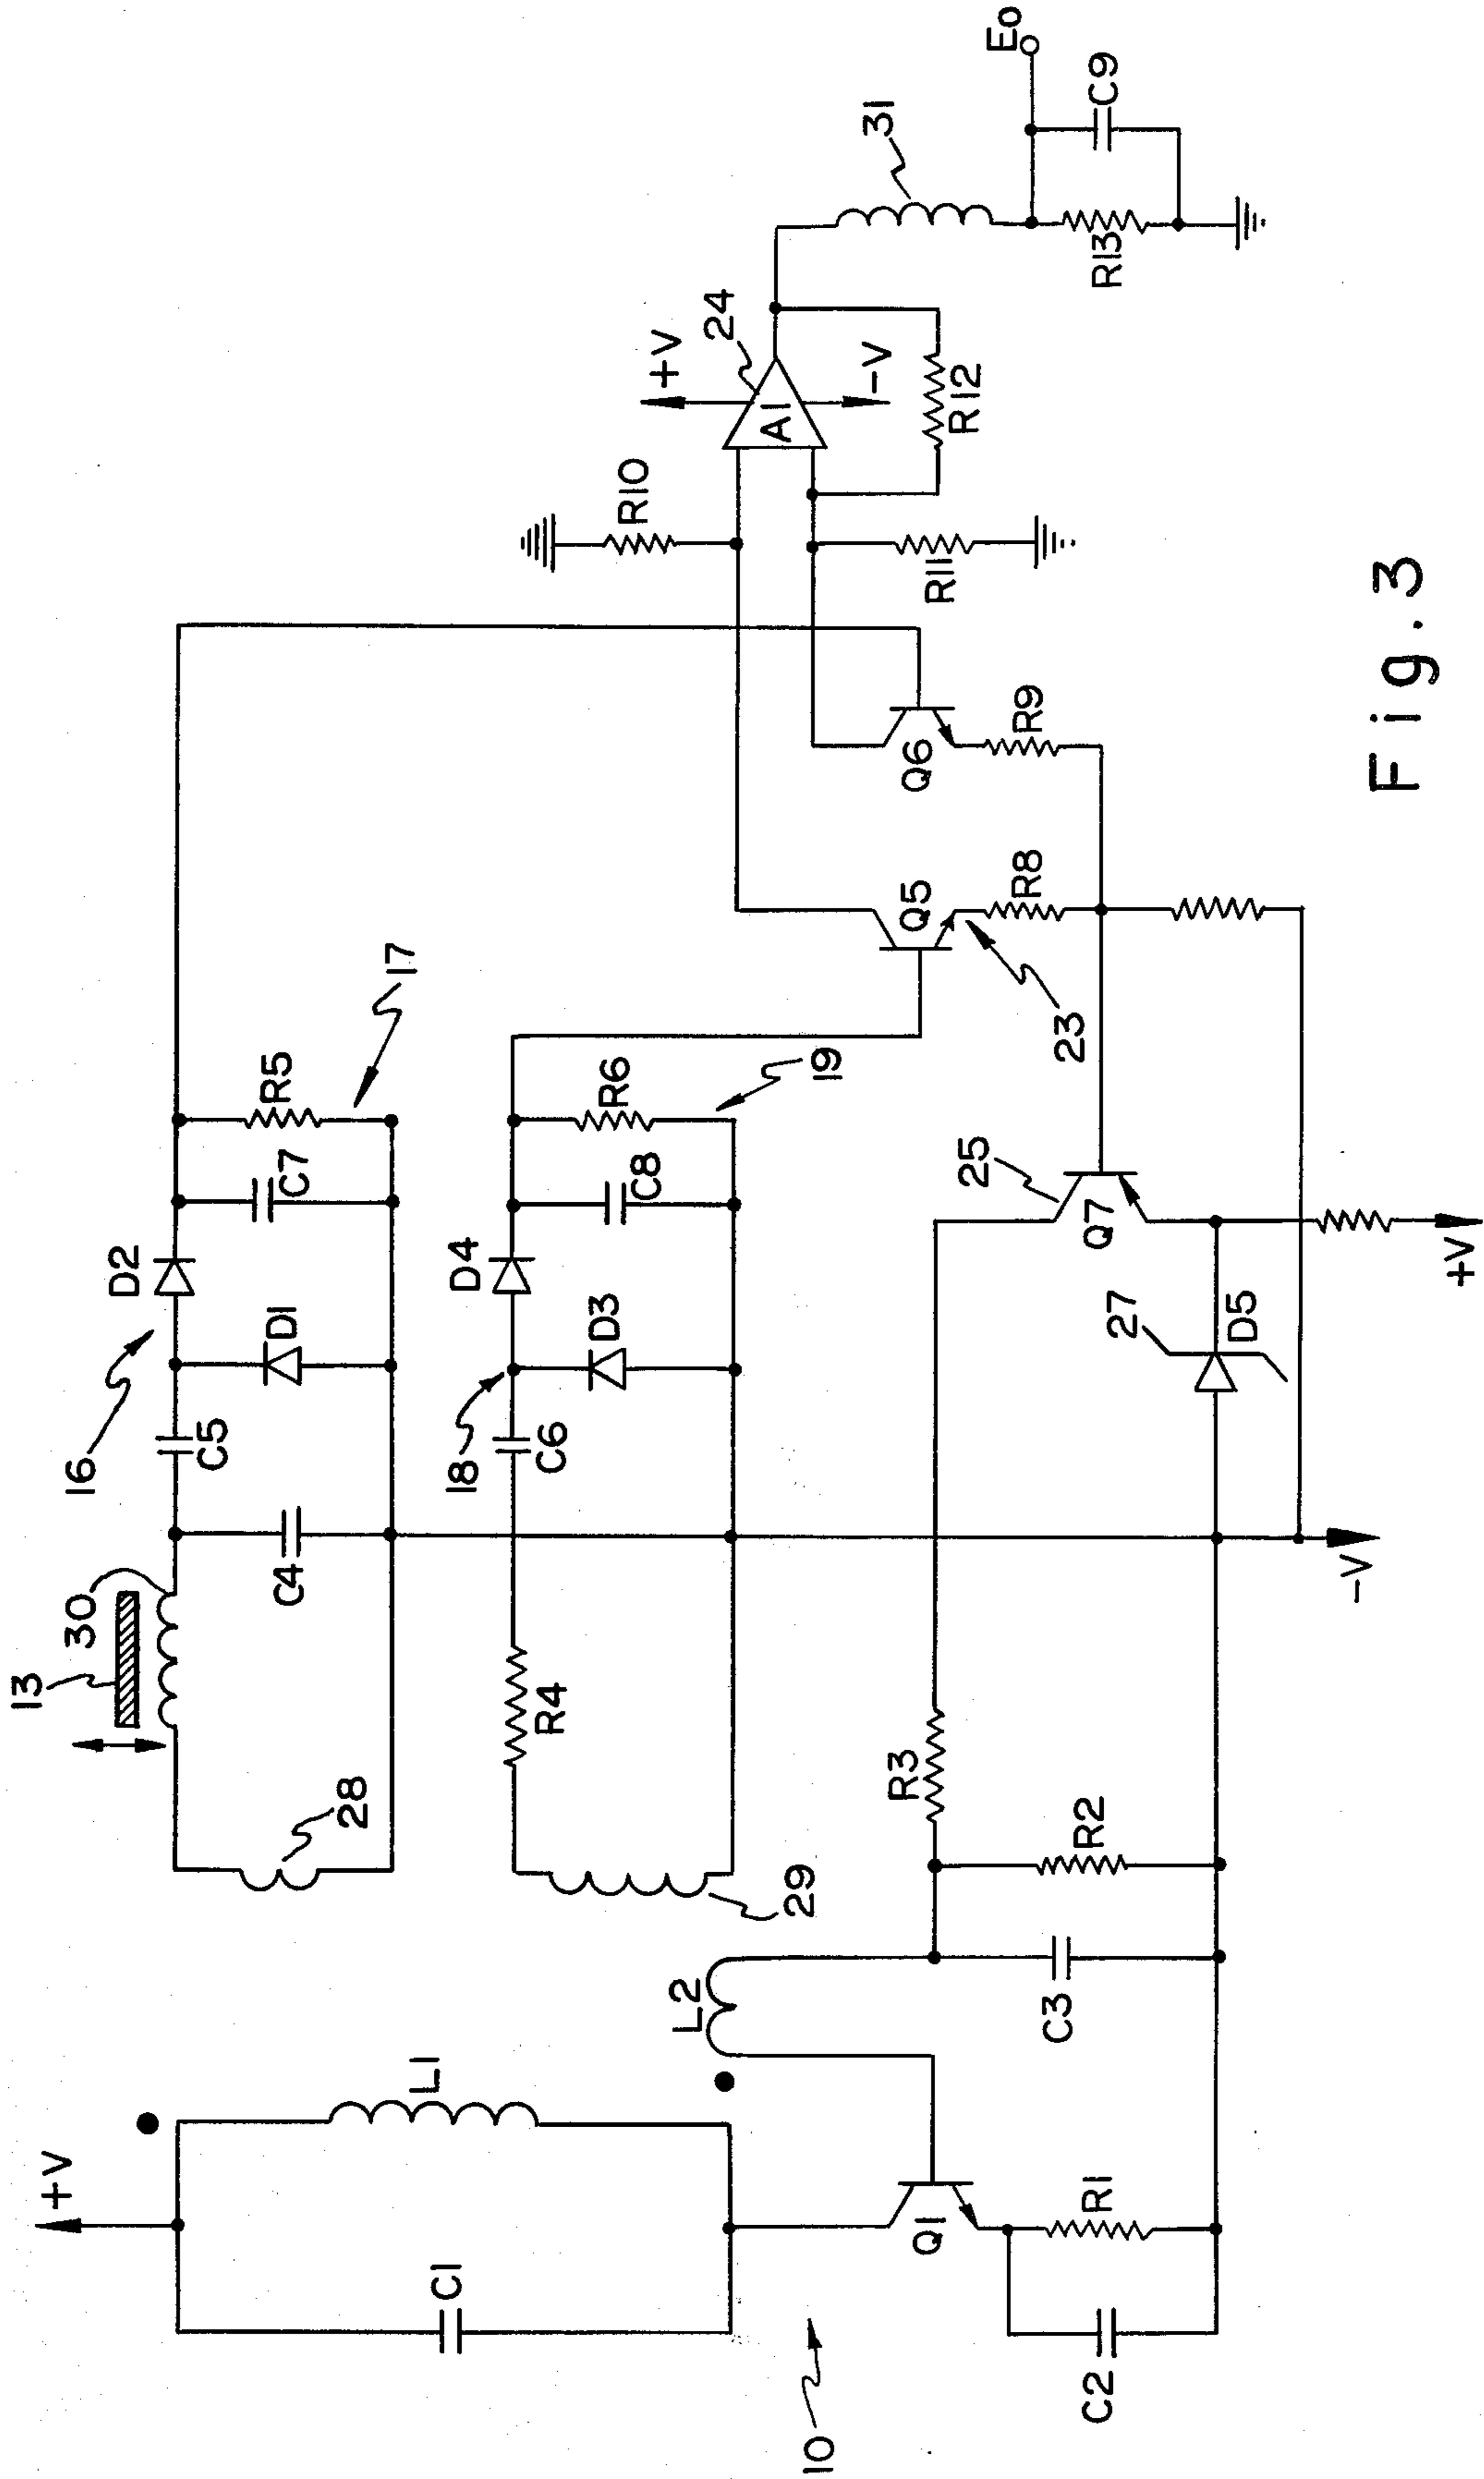 +V
C1
L1
10
C2
Q1
R1
L2
C3
R2
R3
28
29
13
30
R4
C4
-V
16
C5
D1
D2
18
C6
D3
D4
27
D5
+V
25
Q7
C7
R5
17
C8
R6
19
23
Q5
R8
Q6
R9
R10
R11
A1
24
+V
-V
R12
31
R13
C9
Eo
Fig. 3